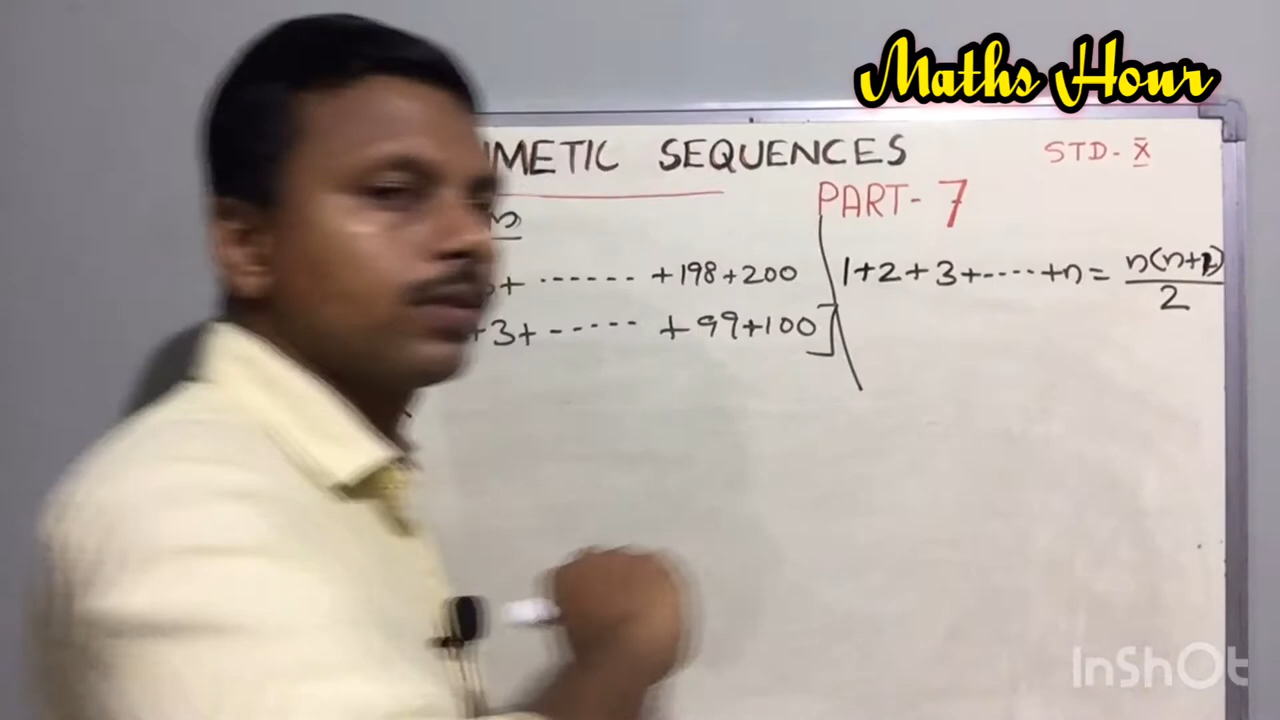 Maths Hour
METIC SEQUENCES STD - X
PART - 7
+ ...... + 198 + 200
1 + 2 + 3 + ..... + n = n(n+1)/2
+ 3 + ..... + 99 + 100]
InShOt